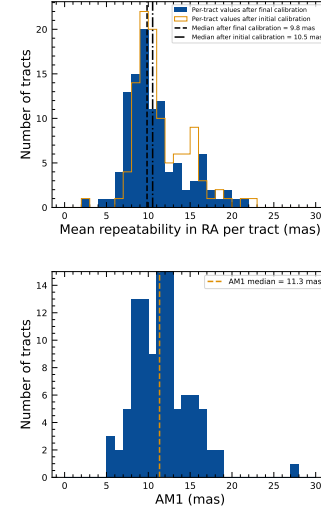 Per-tract values after final calibration
Per-tract values after initial calibration
Median after final calibration = 9.8 mas
Median after initial calibration = 10.5 mas
20
15
10
5
0
Number of tracts
0 5 10 15 20 25 30
Mean repeatability in RA per tract (mas)
AM1 median = 11.3 mas
14
12
10
8
6
4
2
0
Number of tracts
0 5 10 15 20 25 30
AM1 (mas)